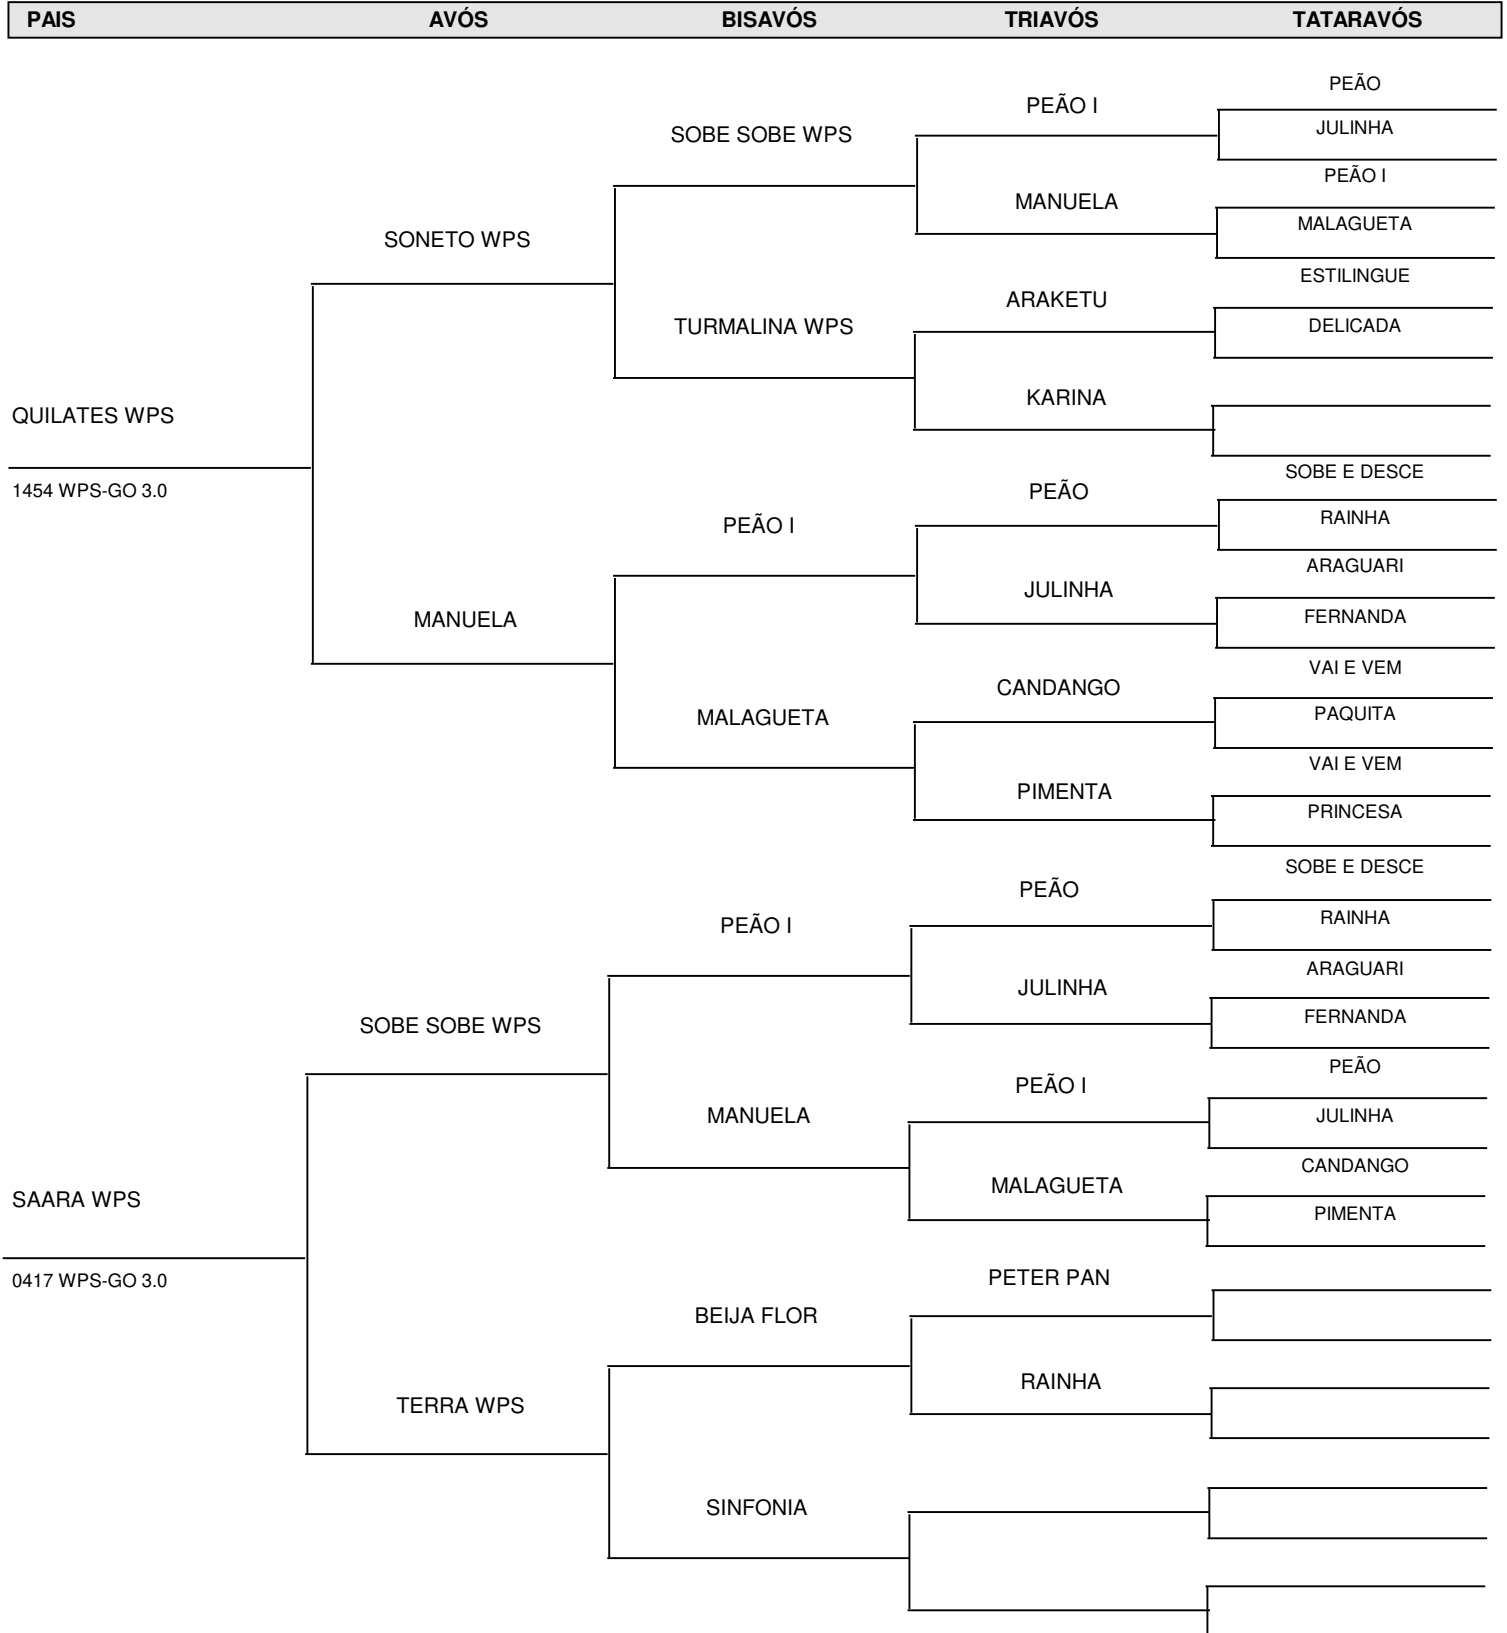 PAIS AVÓS BISAVÓS TRIAVÓS TATARAVÓS
PEÃO
PEÃO I
JULINHA
SOBE SOBE WPS
PEÃO I
MANUELA
MALAGUETA
SONETO WPS
ESTILINGUE
ARAKETU
TURMALINA WPS
DELICADA
KARINA
QUILATES WPS
SOBE E DESCE
1454 WPS-GO 3.0
PEÃO
RAINHA
PEÃO I
ARAGUARI
JULINHA
FERNANDA
MANUELA
VAI E VEM
CANDANGO
PAQUITA
MALAGUETA
VAI E VEM
PIMENTA
PRINCESA
SOBE E DESCE
PEÃO
RAINHA
PEÃO I
ARAGUARI
JULINHA
FERNANDA
SOBE SOBE WPS
PEÃO
PEÃO I
JULINHA
MANUELA
CANDANGO
MALAGUETA
SAARA WPS
PIMENTA
0417 WPS-GO 3.0
PETER PAN
BEIJA FLOR
RAINHA
TERRA WPS
SINFONIA